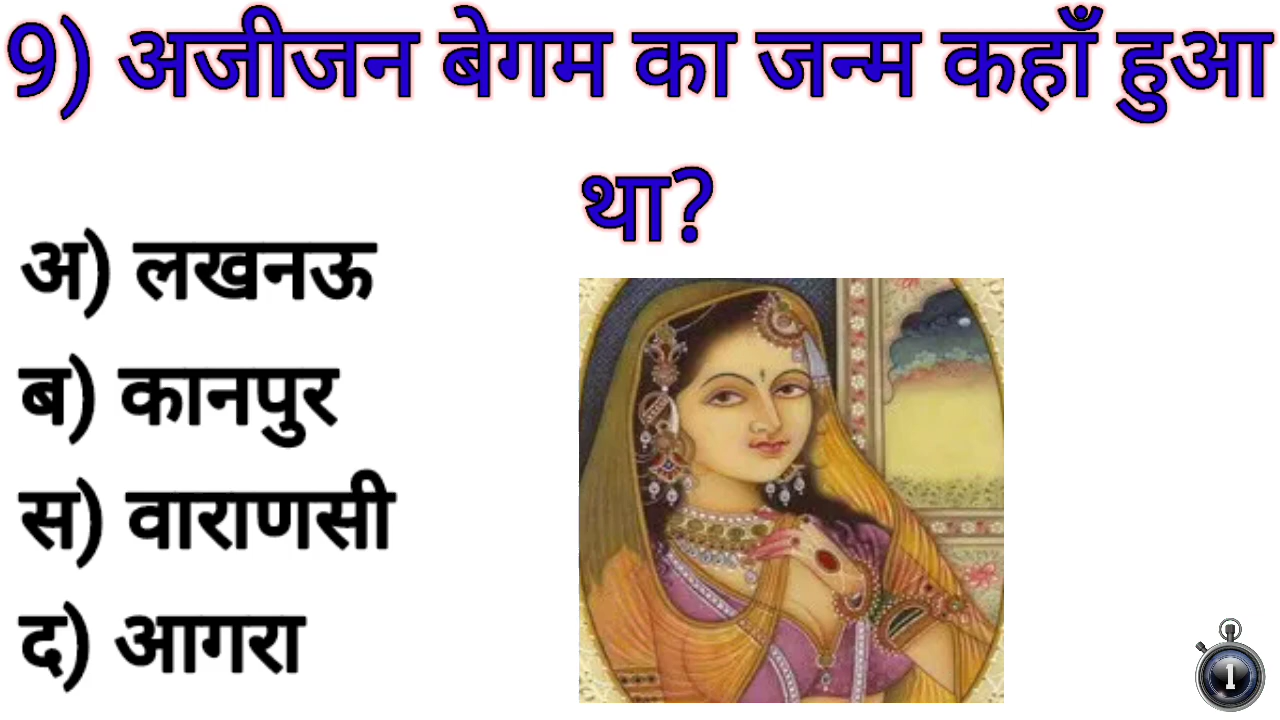 9) अजीजन बेगम का जन्म कहाँ हुआ
था?
अ) लखनऊ
ब) कानपुर
स) वाराणसी
द) आगरा
1